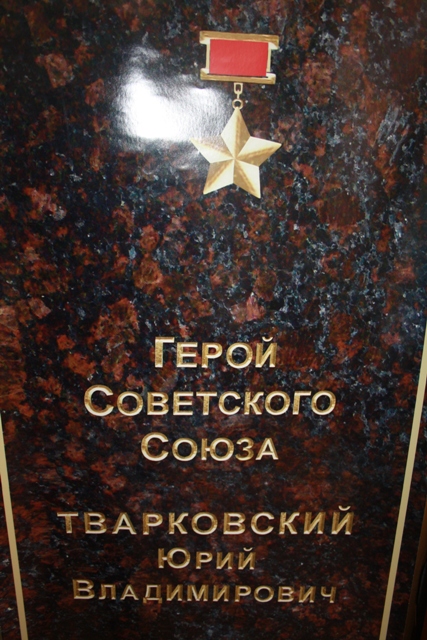 ГЕРОЙ
СОВЕТСКОГО
СОЮЗА
ТВАРКОВСКИЙ
ЮРИЙ
ВЛАДИМИРОВИЧ